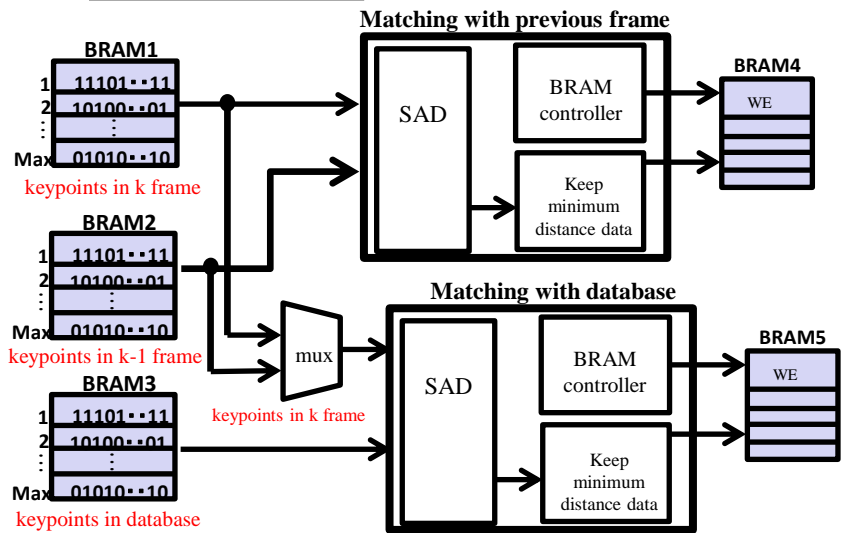 Matching with previous frame
BRAM1
1 11101··11
2 10100··01
⋮ ⋮
Max 01010··10
keypoints in k frame
SAD
BRAM
controller
Keep
minimum
distance data
BRAM4
WE
BRAM2
1 11101··11
2 10100··01
⋮ ⋮
Max 01010··10
keypoints in k-1 frame
mux
keypoints in k frame
Matching with database
SAD
BRAM
controller
Keep
minimum
distance data
BRAM5
WE
BRAM3
1 11101··11
2 10100··01
⋮ ⋮
Max 01010··10
keypoints in database